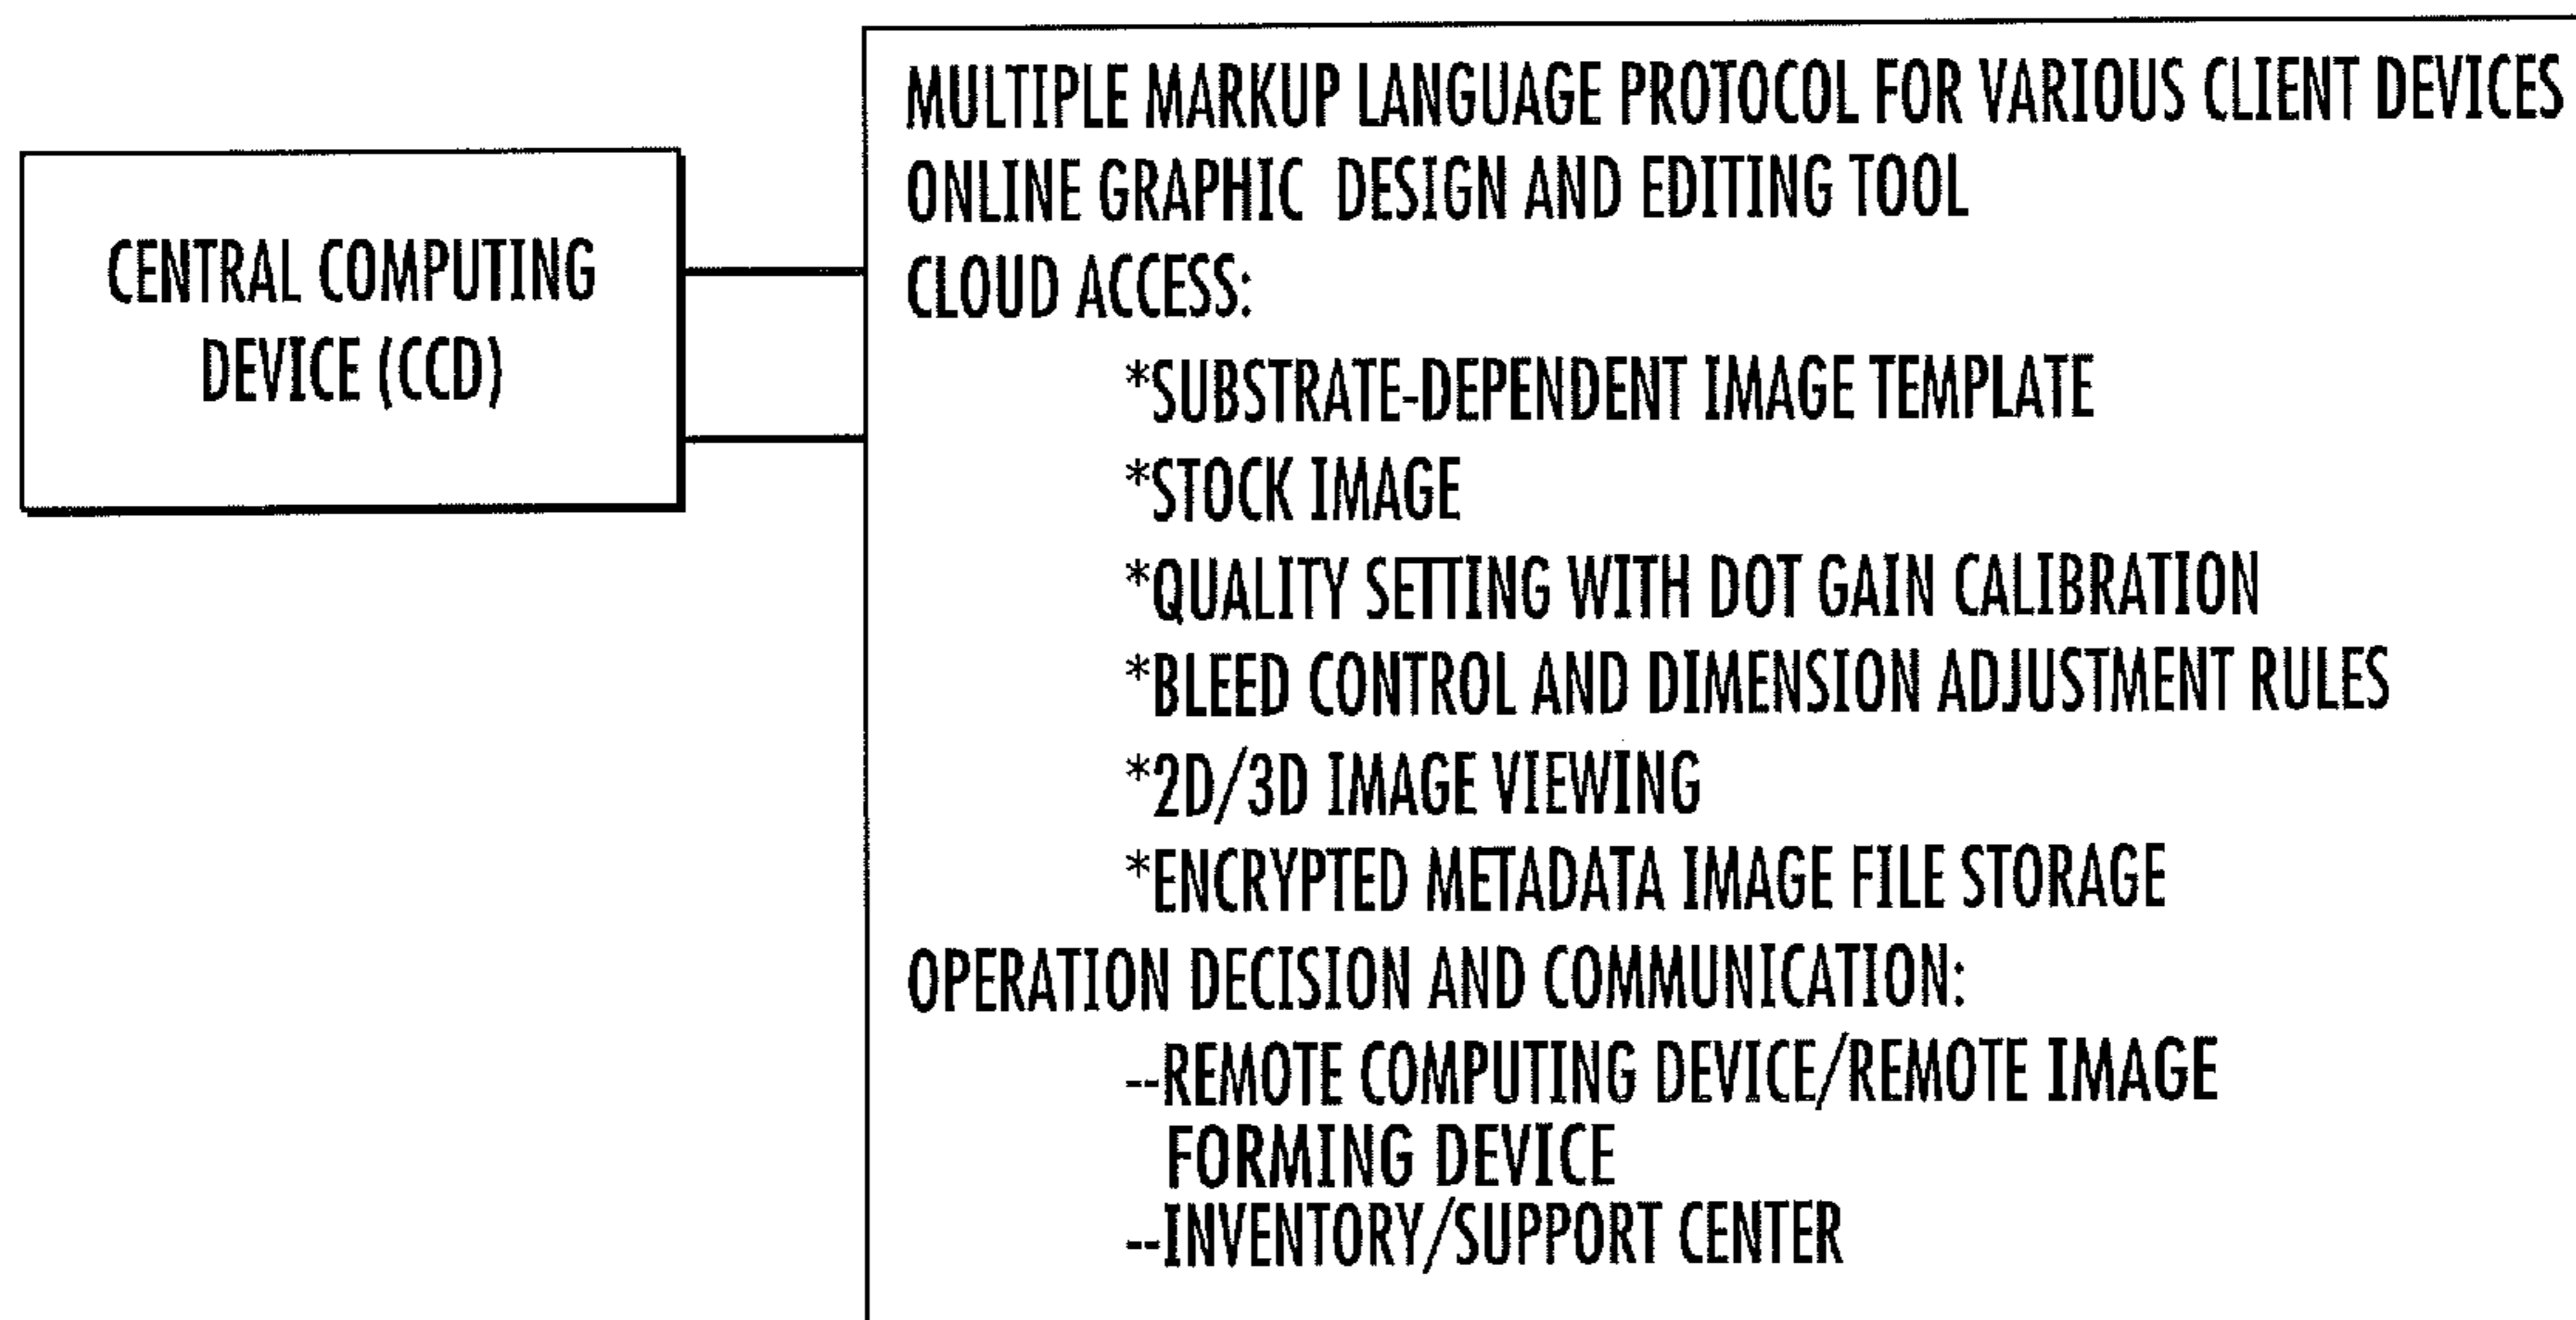 CENTRAL COMPUTING
DEVICE (CCD)
MULTIPLE MARKUP LANGUAGE PROTOCOL FOR VARIOUS CLIENT DEVICES
ONLINE GRAPHIC DESIGN AND EDITING TOOL
CLOUD ACCESS:
*SUBSTRATE-DEPENDENT IMAGE TEMPLATE
*STOCK IMAGE
*QUALITY SETTING WITH DOT GAIN CALIBRATION
*BLEED CONTROL AND DIMENSION ADJUSTMENT RULES
*2D/3D IMAGE VIEWING
*ENCRYPTED METADATA IMAGE FILE STORAGE
OPERATION DECISION AND COMMUNICATION:
--REMOTE COMPUTING DEVICE/REMOTE IMAGE
FORMING DEVICE
--INVENTORY/SUPPORT CENTER